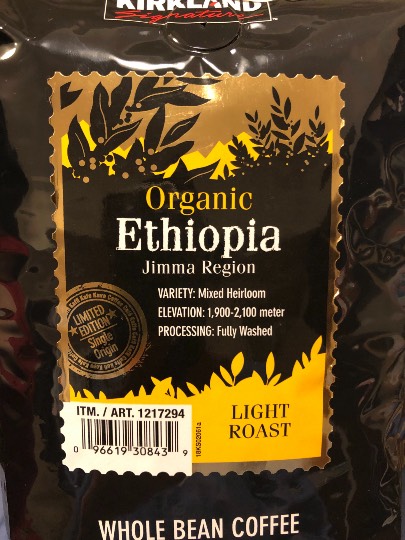 KIRKLAND
Signature
Organic
Ethiopia
Jimma Region
VARIETY: Mixed Heirloom
ELEVATION: 1,900-2,100 meter
PROCESSING: Fully Washed
LIMITED
EDITION
Single
Origin
ITM. / ART. 1217294
0 96619 30843 9
LIGHT
ROAST
WHOLE BEAN COFFEE